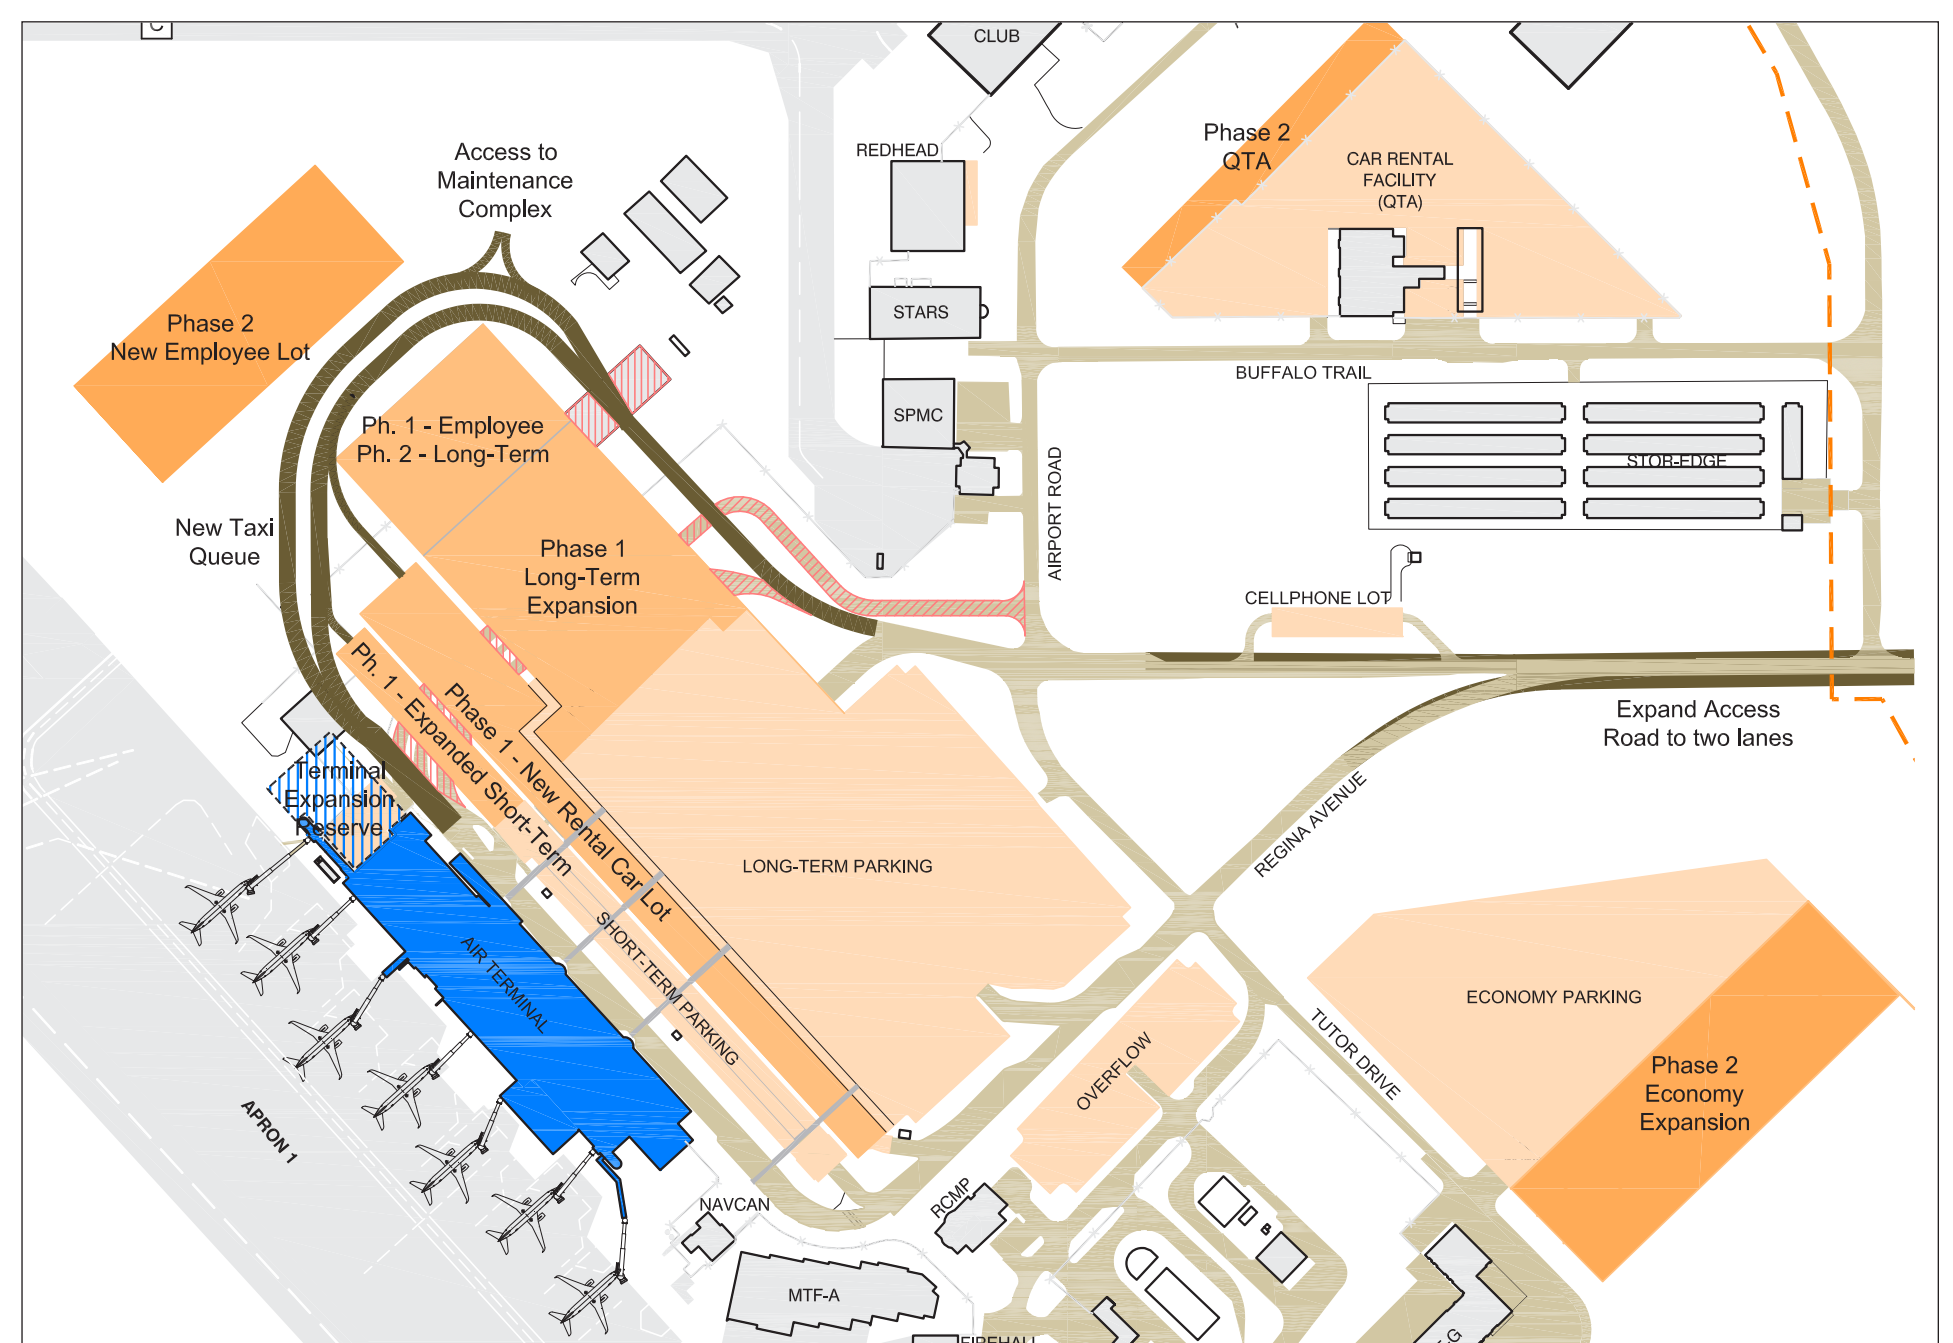 C
CLUB
Access to
Maintenance
Complex
REDHEAD
Phase 2
QTA
CAR RENTAL
FACILITY
(QTA)
Phase 2
New Employee Lot
STARS
BUFFALO TRAIL
SPMC
Ph. 1 - Employee
Ph. 2 - Long-Term
STOR-EDGE
AIRPORT ROAD
New Taxi
Queue
Phase 1
Long-Term
Expansion
CELLPHONE LOT
Ph. 1 - Expanded Short-Term
Phase 1 - New Rental Car Lot
Expand Access
Road to two lanes
Terminal
Expansion
Reserve
REGINA AVENUE
LONG-TERM PARKING
AIR TERMINAL
SHORT-TERM PARKING
ECONOMY PARKING
TUTOR DRIVE
OVERFLOW
Phase 2
Economy
Expansion
APRON 1
NAVCAN
RCMP
MTF-A
FIREHALL